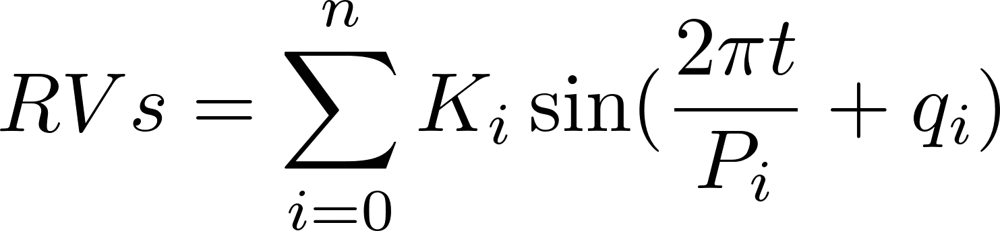 RVs = \sum_{i=0}^{n} K_i \sin(\frac{2\pi t}{P_i} + q_i)